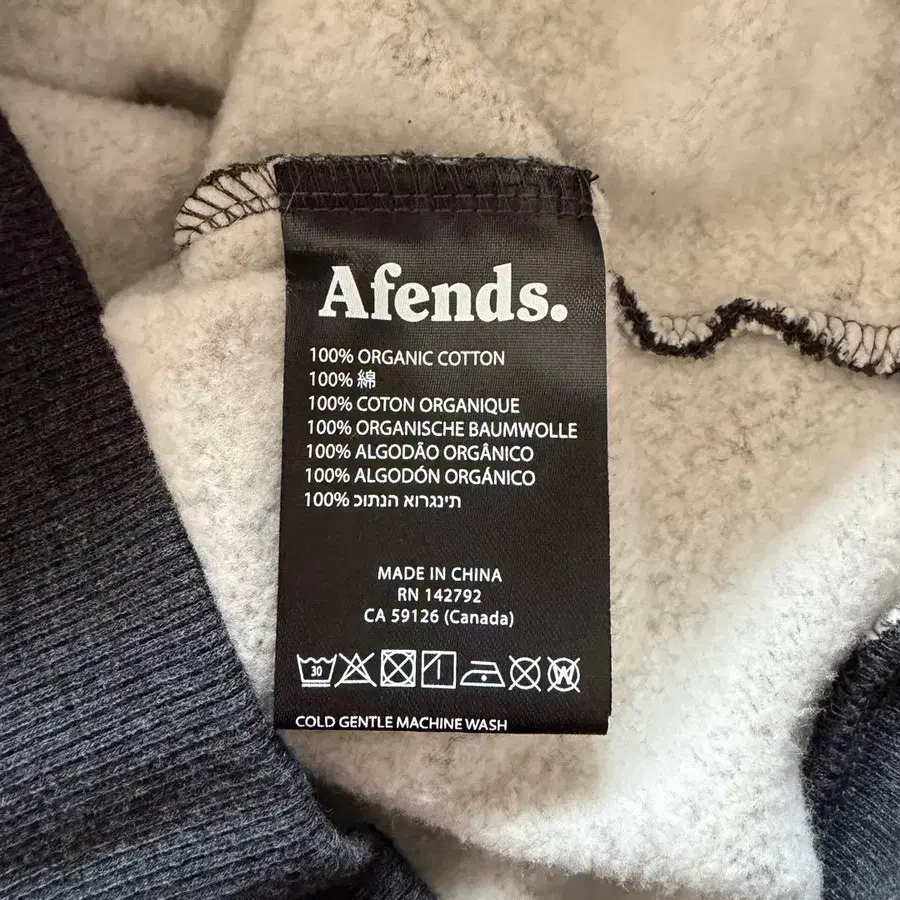 Afends.
100% ORGANIC COTTON
100% 綿
100% COTON ORGANIQUE
100% ORGANISCHE BAUMWOLLE
100% ALGODÃO ORGÂNICO
100% ALGODÓN ORGÁNICO
100% כותנה אורגנית
MADE IN CHINA
RN 142792
CA 59126 (Canada)
30 W
COLD GENTLE MACHINE WASH